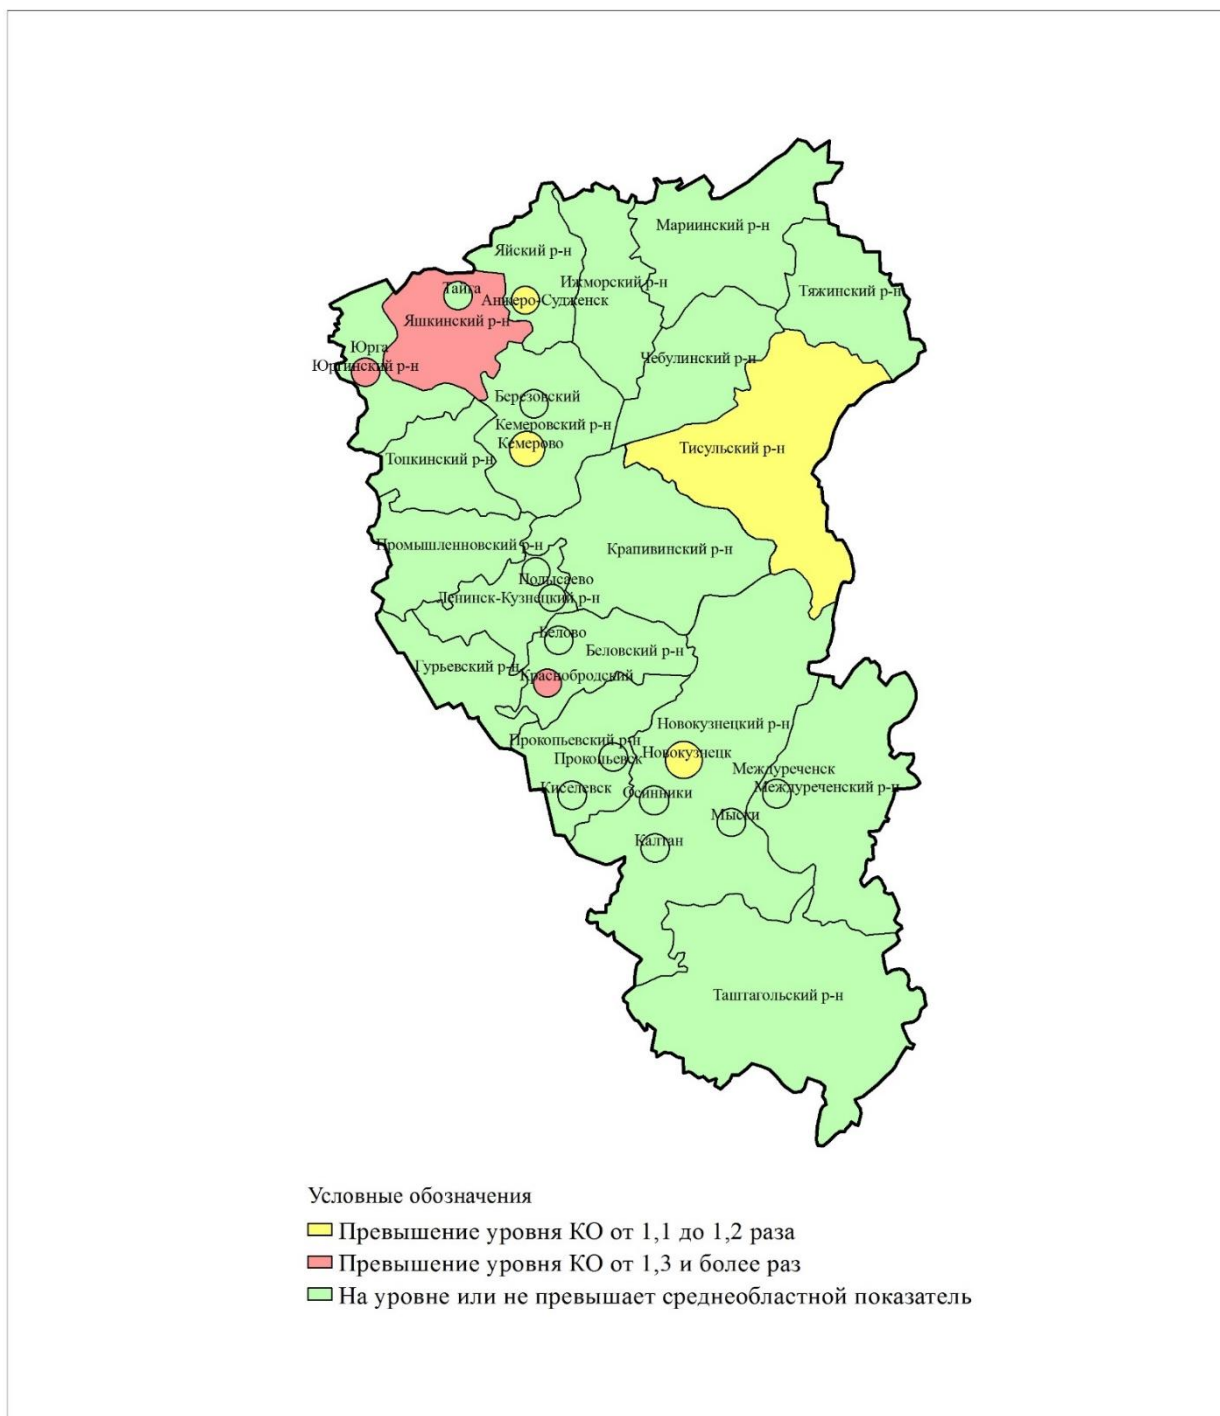 Мариинский р-н
Яйский р-н
Ижморский р-н
Тайга
Анжеро-Судженск
Тяжинский р-н
Яшкинский р-н
Юрга
Юргинский р-н
Чебулинский р-н
Березовский
Кемеровский р-н
Кемерово
Тисульский р-н
Топкинский р-н
Промышленновский р-н
Крапивинский р-н
Полысаево
Ленинск-Кузнецкий р-н
Белово
Беловский р-н
Гурьевский р-н
Краснобродский
Новокузнецкий р-н
Прокопьевский р-н
Новокузнецк
Прокопьевск
Междуреченск
Междуреченский р-н
Киселевск
Осинники
Мыски
Калтан
Таштагольский р-н
Условные обозначения
Превышение уровня КО от 1,1 до 1,2 раза
Превышение уровня КО от 1,3 и более раз
На уровне или не превышает среднеобластной показатель